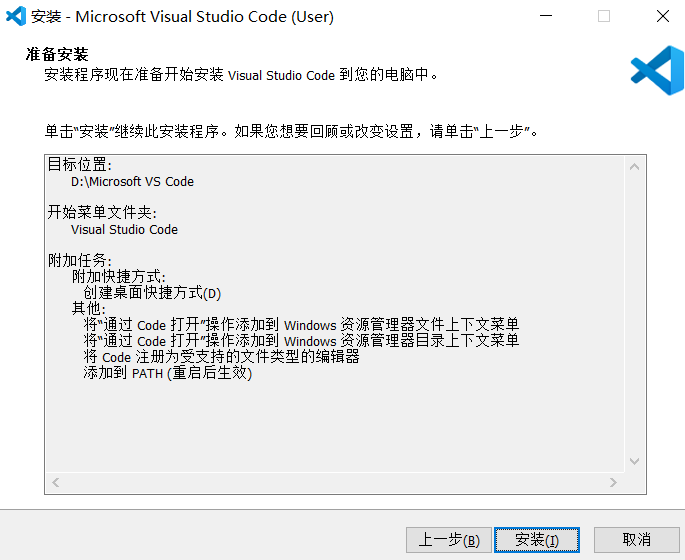 安装 - Microsoft Visual Studio Code (User)
准备安装
安装程序现在准备开始安装 Visual Studio Code 到您的电脑中。
单击“安装”继续此安装程序。如果您想要回顾或改变设置，请单击“上一步”。
目标位置:
D:\Microsoft VS Code
开始菜单文件夹:
Visual Studio Code
附加任务:
附加快捷方式:
创建桌面快捷方式(D)
其他:
将“通过 Code 打开”操作添加到 Windows 资源管理器文件上下文菜单
将“通过 Code 打开”操作添加到 Windows 资源管理器目录上下文菜单
将 Code 注册为受支持的文件类型的编辑器
添加到 PATH (重启后生效)
上一步(B) 安装(I) 取消